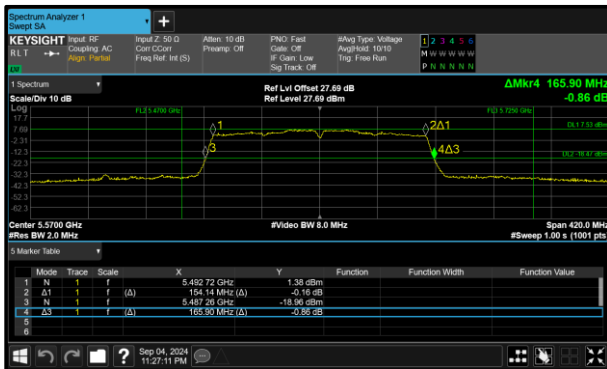 Spectrum Analyzer 1
Swept SA
KEYSIGHT Input: RF Input Z: 50 Ω Atten: 10 dB PNO: Fast #Avg Type: Voltage 1 2 3 4 5 6
RLT Coupling: AC Corr CCorr Preamp: Off Gate: Off Avg|Hold: 10/10 M W W W W W
Align: Partial Freq Ref: Int (S) IF Gain: Low Trig: Free Run
Sig Track: Off P N N N N N
1 Spectrum Ref Lvl Offset 27.69 dB ΔMkr4 165.90 MHz
Scale/Div 10 dB Ref Level 27.69 dBm -0.86 dB
Log
17.7 FL2 5.4700 GHz FL3 5.7250 GHz
7.69 1 2Δ1 DL1 7.53 dBm
-2.31
-12.3 3 4Δ3 DL2 -18.47 dBm
-22.3
-32.3
-42.3
-52.3
-62.3
Center 5.5700 GHz #Video BW 8.0 MHz Span 420.0 MHz
#Res BW 2.0 MHz #Sweep 1.00 s (1001 pts)
5 Marker Table
Mode Trace Scale X Y Function Function Width Function Value
1 N 1 f 5.492 72 GHz 1.38 dBm
2 Δ1 1 f (Δ) 154.14 MHz (Δ) -0.16 dB
3 N 1 f 5.487 26 GHz -18.96 dBm
4 Δ3 1 f (Δ) 165.90 MHz (Δ) -0.86 dB
5
6
? Sep 04, 2024
11:27:11 PM